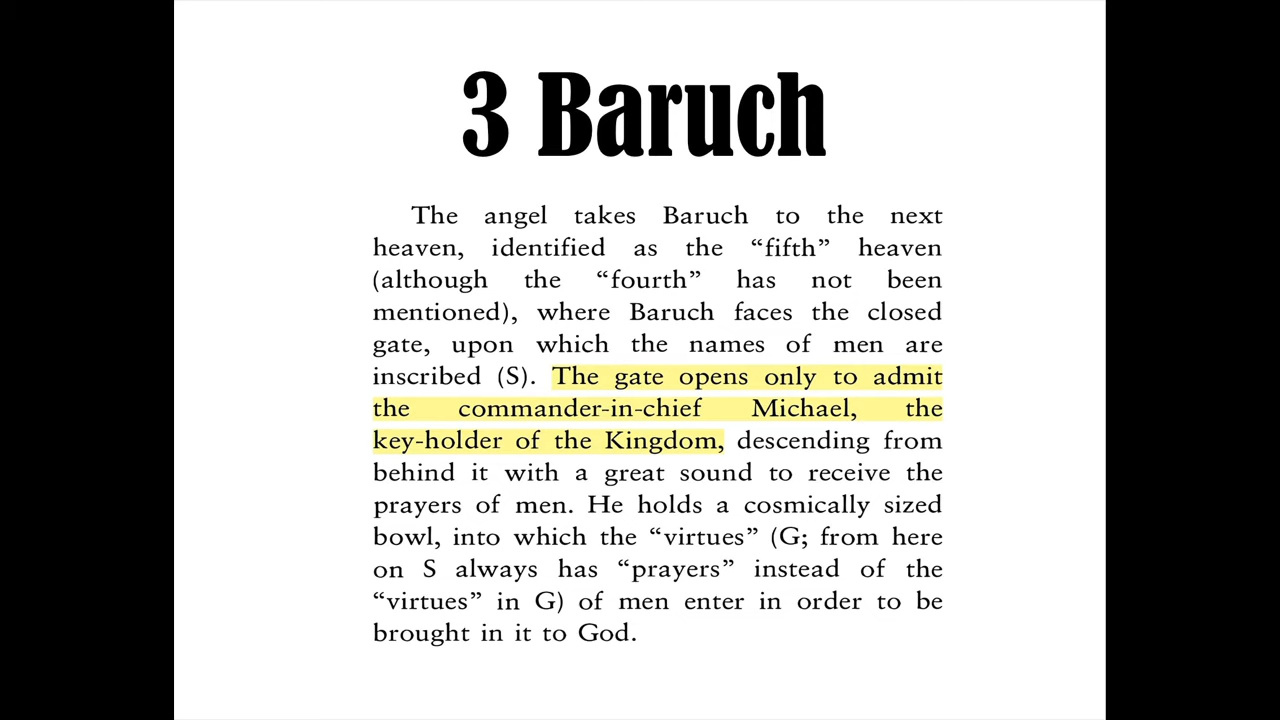 3 Baruch
The angel takes Baruch to the next
heaven, identified as the “fifth” heaven
(although the “fourth” has not been
mentioned), where Baruch faces the closed
gate, upon which the names of men are
inscribed (S). The gate opens only to admit
the commander-in-chief Michael, the
key-holder of the Kingdom, descending from
behind it with a great sound to receive the
prayers of men. He holds a cosmically sized
bowl, into which the “virtues” (G; from here
on S always has “prayers” instead of the
“virtues” in G) of men enter in order to be
brought in it to God.